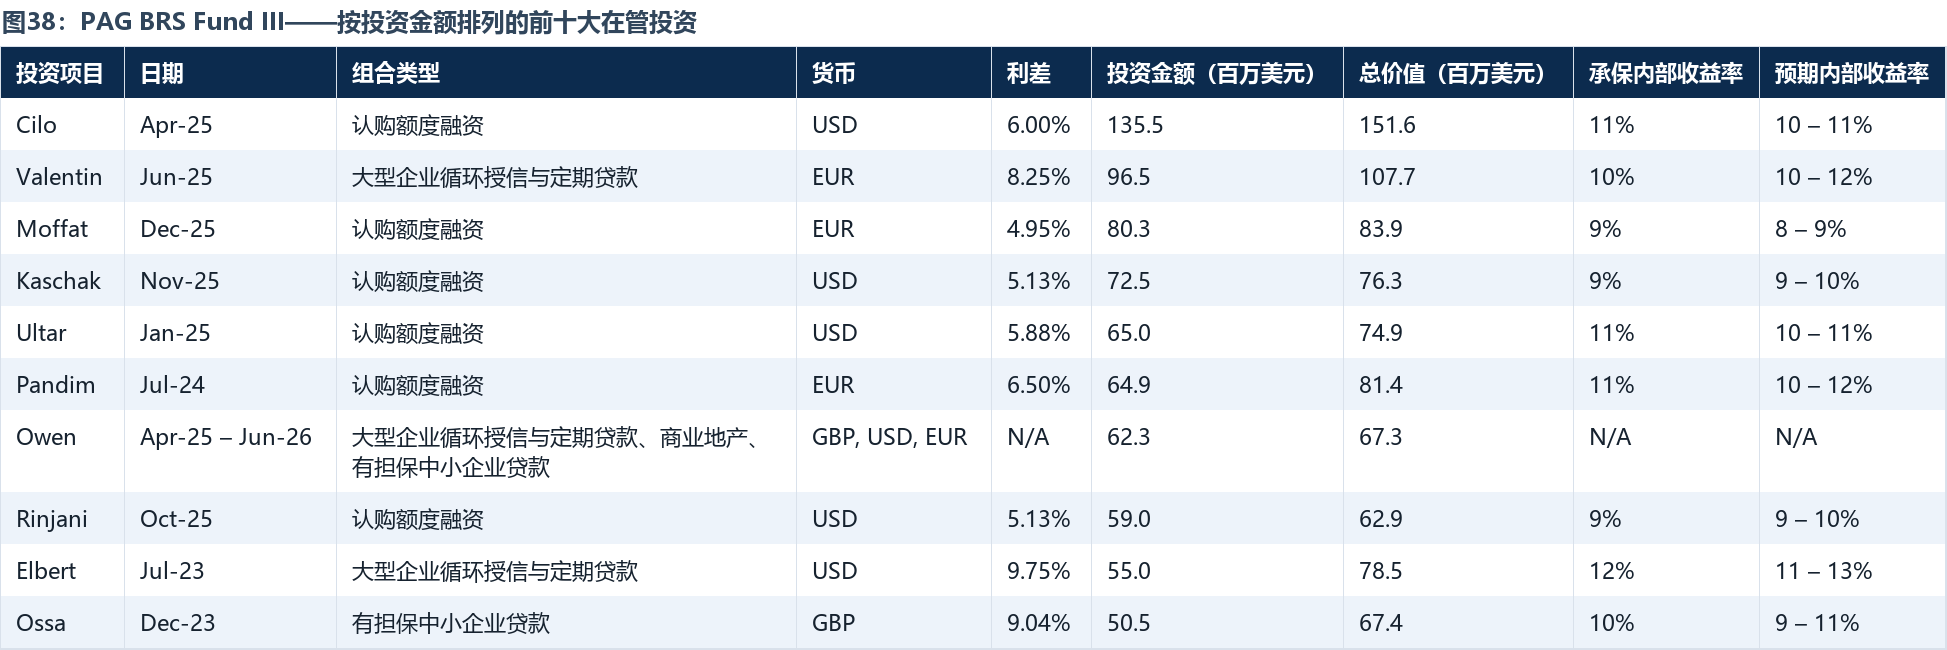 图38：PAG BRS Fund III——按投资金额排列的前十大在管投资
投资项目 日期 组合类型 货币 利差 投资金额（百万美元） 总价值（百万美元） 承保内部收益率 预期内部收益率
Cilo Apr-25 认购额度融资 USD 6.00% 135.5 151.6 11% 10 – 11%
Valentin Jun-25 大型企业循环授信与定期贷款 EUR 8.25% 96.5 107.7 10% 10 – 12%
Moffat Dec-25 认购额度融资 EUR 4.95% 80.3 83.9 9% 8 – 9%
Kaschak Nov-25 认购额度融资 USD 5.13% 72.5 76.3 9% 9 – 10%
Ultar Jan-25 认购额度融资 USD 5.88% 65.0 74.9 11% 10 – 11%
Pandim Jul-24 认购额度融资 EUR 6.50% 64.9 81.4 11% 10 – 12%
Owen Apr-25 – Jun-26 大型企业循环授信与定期贷款、商业地产、 GBP, USD, EUR N/A 62.3 67.3 N/A N/A
有担保中小企业贷款
Rinjani Oct-25 认购额度融资 USD 5.13% 59.0 62.9 9% 9 – 10%
Elbert Jul-23 大型企业循环授信与定期贷款 USD 9.75% 55.0 78.5 12% 11 – 13%
Ossa Dec-23 有担保中小企业贷款 GBP 9.04% 50.5 67.4 10% 9 – 11%